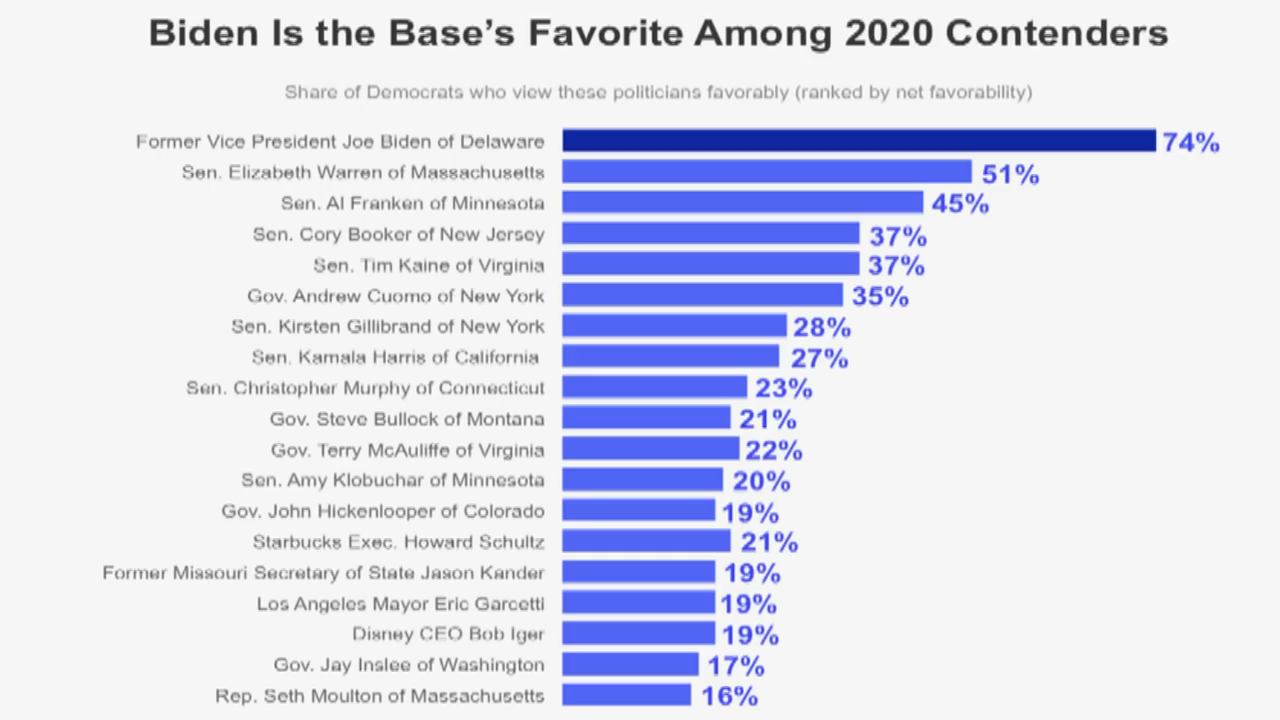 Biden Is the Base's Favorite Among 2020 Contenders
Share of Democrats who view these politicians favorably (ranked by net favorability)
Former Vice President Joe Biden of Delaware 74%
Sen. Elizabeth Warren of Massachusetts 51%
Sen. Al Franken of Minnesota 45%
Sen. Cory Booker of New Jersey 37%
Sen. Tim Kaine of Virginia 37%
Gov. Andrew Cuomo of New York 35%
Sen. Kirsten Gillibrand of New York 28%
Sen. Kamala Harris of California 27%
Sen. Christopher Murphy of Connecticut 23%
Gov. Steve Bullock of Montana 21%
Gov. Terry McAuliffe of Virginia 22%
Sen. Amy Klobuchar of Minnesota 20%
Gov. John Hickenlooper of Colorado 19%
Starbucks Exec. Howard Schultz 21%
Former Missouri Secretary of State Jason Kander 19%
Los Angeles Mayor Eric Garcetti 19%
Disney CEO Bob Iger 19%
Gov. Jay Inslee of Washington 17%
Rep. Seth Moulton of Massachusetts 16%